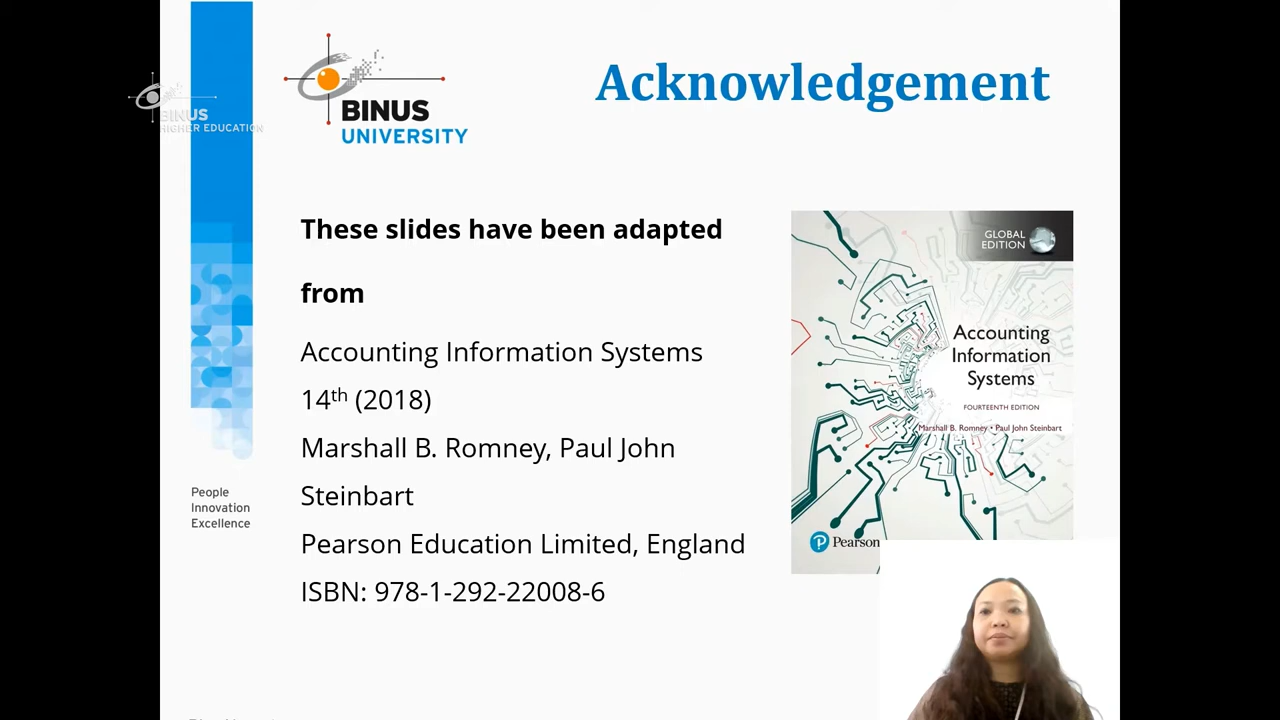 BINUS
HIGHER EDUCATION
BINUS
UNIVERSITY
Acknowledgement
These slides have been adapted
from
Accounting Information Systems
14th (2018)
Marshall B. Romney, Paul John
Steinbart
Pearson Education Limited, England
ISBN: 978-1-292-22008-6
GLOBAL
EDITION
Accounting
Information
Systems
FOURTEENTH EDITION
Marshall B. Romney • Paul John Steinbart
Pearson
People
Innovation
Excellence